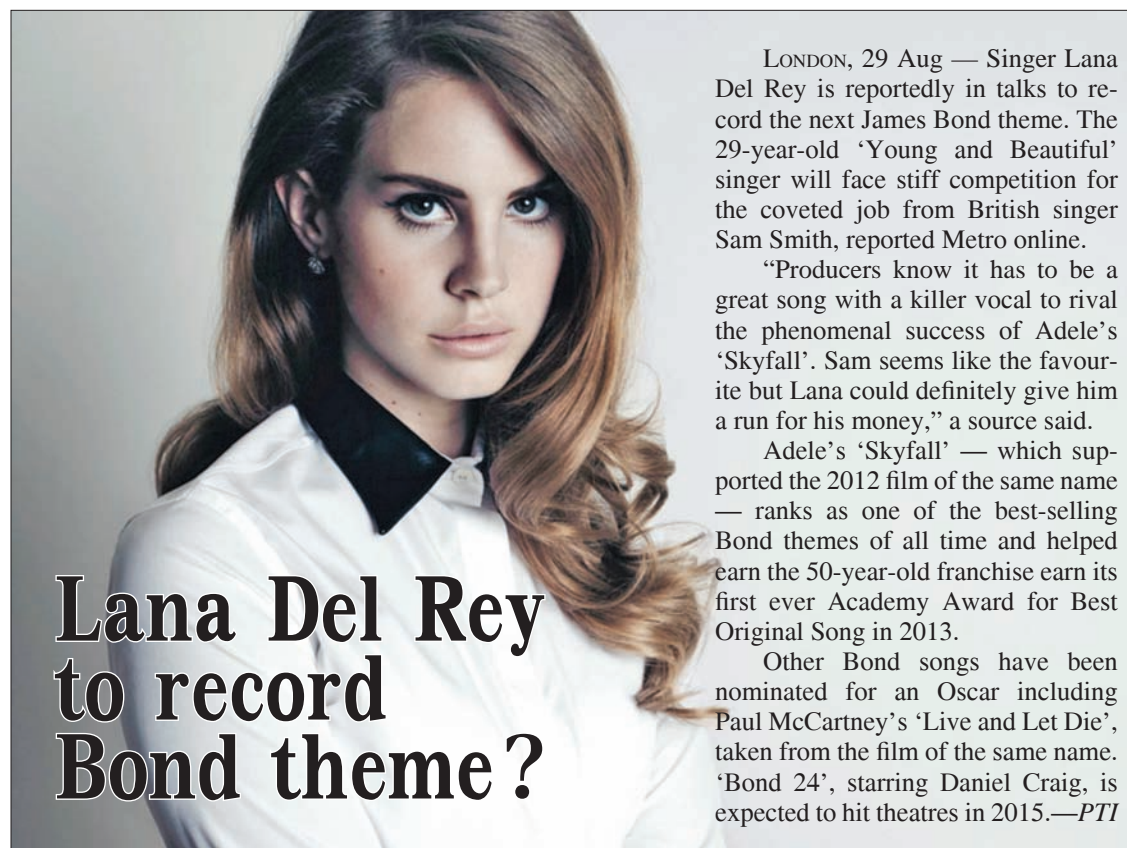 Lana Del Rey
to record
Bond theme?
LONDON, 29 Aug — Singer Lana
Del Rey is reportedly in talks to re-
cord the next James Bond theme. The
29-year-old ‘Young and Beautiful’
singer will face stiff competition for
the coveted job from British singer
Sam Smith, reported Metro online.
“Producers know it has to be a
great song with a killer vocal to rival
the phenomenal success of Adele’s
‘Skyfall’. Sam seems like the favour-
ite but Lana could definitely give him
a run for his money,” a source said.
Adele’s ‘Skyfall’ — which sup-
ported the 2012 film of the same name
— ranks as one of the best-selling
Bond themes of all time and helped
earn the 50-year-old franchise earn its
first ever Academy Award for Best
Original Song in 2013.
Other Bond songs have been
nominated for an Oscar including
Paul McCartney’s ‘Live and Let Die’,
taken from the film of the same name.
‘Bond 24’, starring Daniel Craig, is
expected to hit theatres in 2015.—PTI